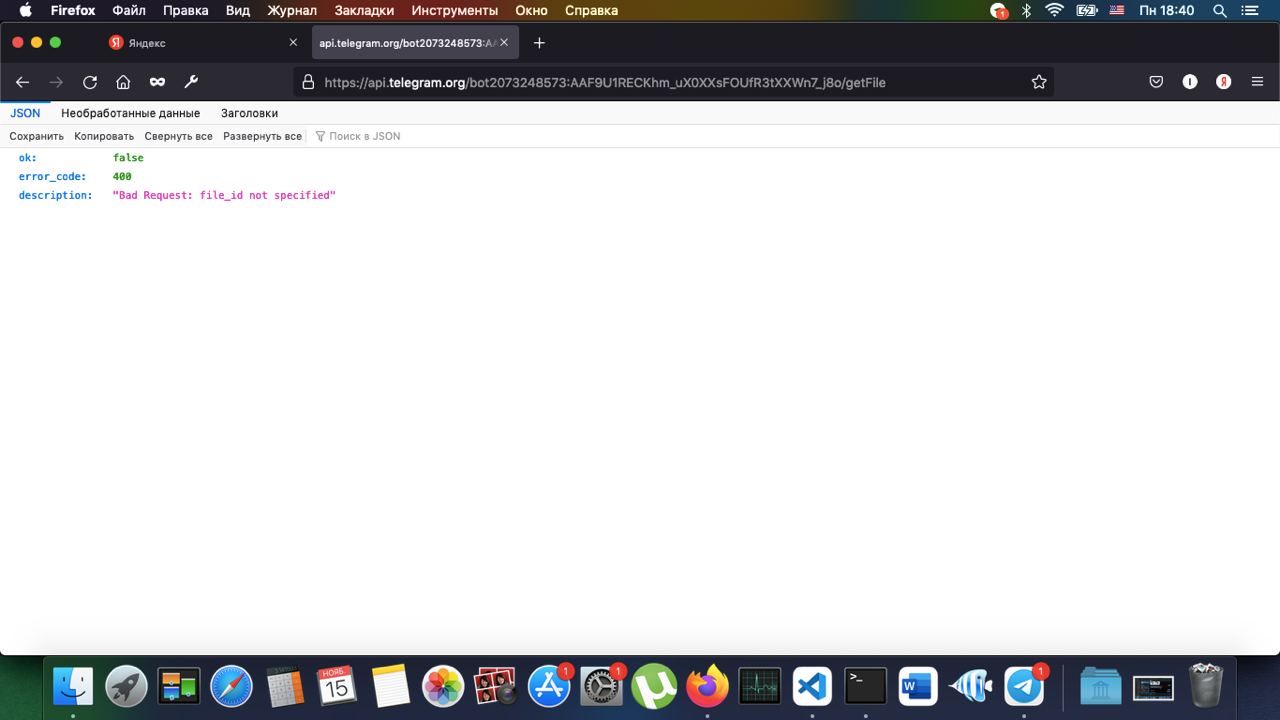 Firefox Файл Правка Вид Журнал Закладки Инструменты Окно Справка 1 Пн 18:40
Я Яндекс api.telegram.org/bot2073248573:AA
https://api.telegram.org/bot2073248573:AAF9U1RECKhm_uX0XXsFOUfR3tXXWn7_j8o/getFile I Я
JSON Необработанные данные Заголовки
Сохранить Копировать Свернуть все Развернуть все Поиск в JSON
ok: false
error_code: 400
description: "Bad Request: file_id not specified"
НОЯБ 1 1 1
15 >_ W